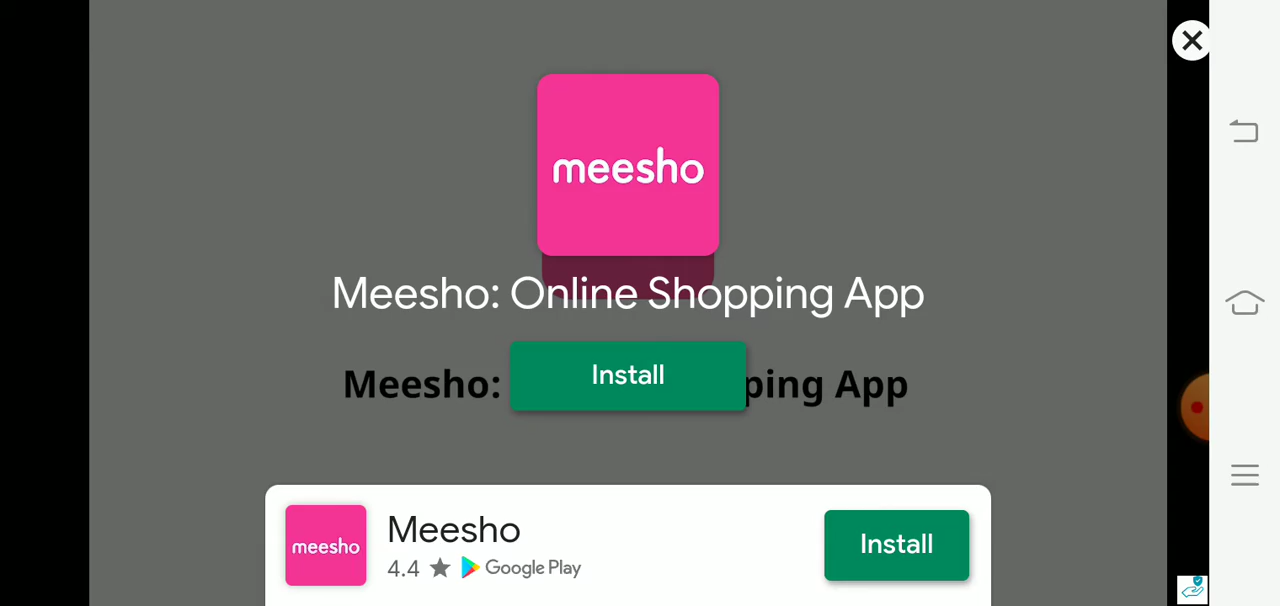 meesho
Meesho: Online Shopping App
Install
Meesho: ping App
meesho
Meesho
Install
4.4 ★ Google Play